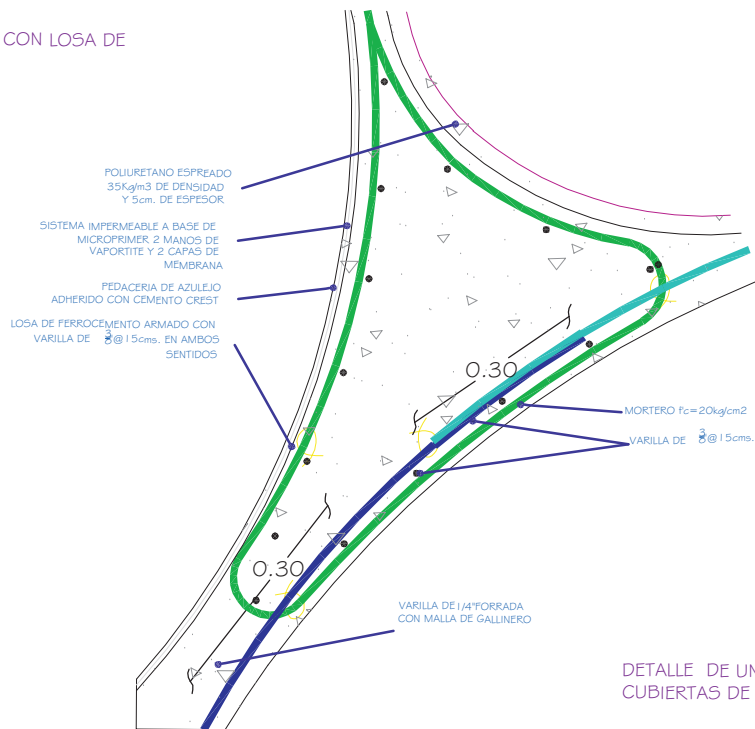 CON LOSA DE
POLIURETANO ESPREADO
35Kg/m3 DE DENSIDAD
Y 5cm. DE ESPESOR
SISTEMA IMPERMEABLE A BASE DE
MICROPRIMER 2 MANOS DE
VAPORTITE Y 2 CAPAS DE
MEMBRANA
PEDACERIA DE AZULEJO
ADHERIDO CON CEMENTO CREST
LOSA DE FERROCEMENTO ARMADO CON
VARILLA DE 3/8@15cms. EN AMBOS
SENTIDOS
0.30
MORTERO f'c=20kg/cm2
VARILLA DE 3/8@15cms.
0.30
VARILLA DE 1/4"FORRADA
CON MALLA DE GALLINERO
DETALLE DE UN
CUBIERTAS DE